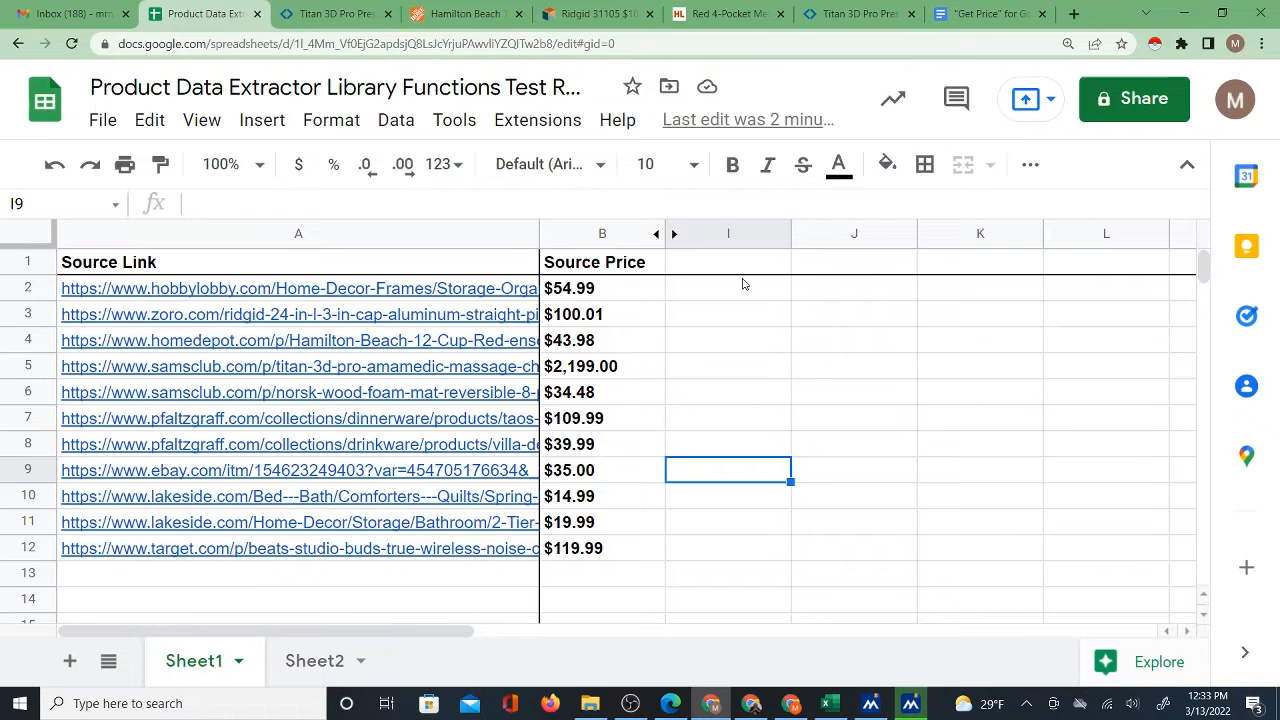 Inbox (1) - mrq
Product Data Extr
Titan 3D Pro Pres
Hamilton Beach 1
Ridgid 31105 $10
Red 4-Pocket Me
Titan 3D Pro Pres
"Get Price" for Go
docs.google.com/spreadsheets/d/1l_4Mm_Vf0EjG2apdsjQ8LsJcYrjuPAwvliYZQlTw2b8/edit#gid=0
M
Product Data Extractor Library Functions Test R...
Share
M
File Edit View Insert Format Data Tools Extensions Help Last edit was 2 minu...
100% $ % .0 .00 123 Default (Ari... 10 B I S A
31
I9 fx
A B I J K L
1 Source Link Source Price
2 https://www.hobbylobby.com/Home-Decor-Frames/Storage-Orga $54.99
3 https://www.zoro.com/ridgid-24-in-l-3-in-cap-aluminum-straight-pi $100.01
4 https://www.homedepot.com/p/Hamilton-Beach-12-Cup-Red-ens $43.98
5 https://www.samsclub.com/p/titan-3d-pro-amamedic-massage-ch $2,199.00
6 https://www.samsclub.com/p/norsk-wood-foam-mat-reversible-8- $34.48
7 https://www.pfaltzgraff.com/collections/dinnerware/products/taos- $109.99
8 https://www.pfaltzgraff.com/collections/drinkware/products/villa-de $39.99
9 https://www.ebay.com/itm/154623249403?var=454705176634&_ $35.00
10 https://www.lakeside.com/Bed---Bath/Comforters---Quilts/Spring- $14.99
11 https://www.lakeside.com/Home-Decor/Storage/Bathroom/2-Tier- $19.99
12 https://www.target.com/p/beats-studio-buds-true-wireless-noise-c $119.99
13
14
Sheet1 Sheet2 Explore
Type here to search
29°F
12:33 PM
3/13/2022